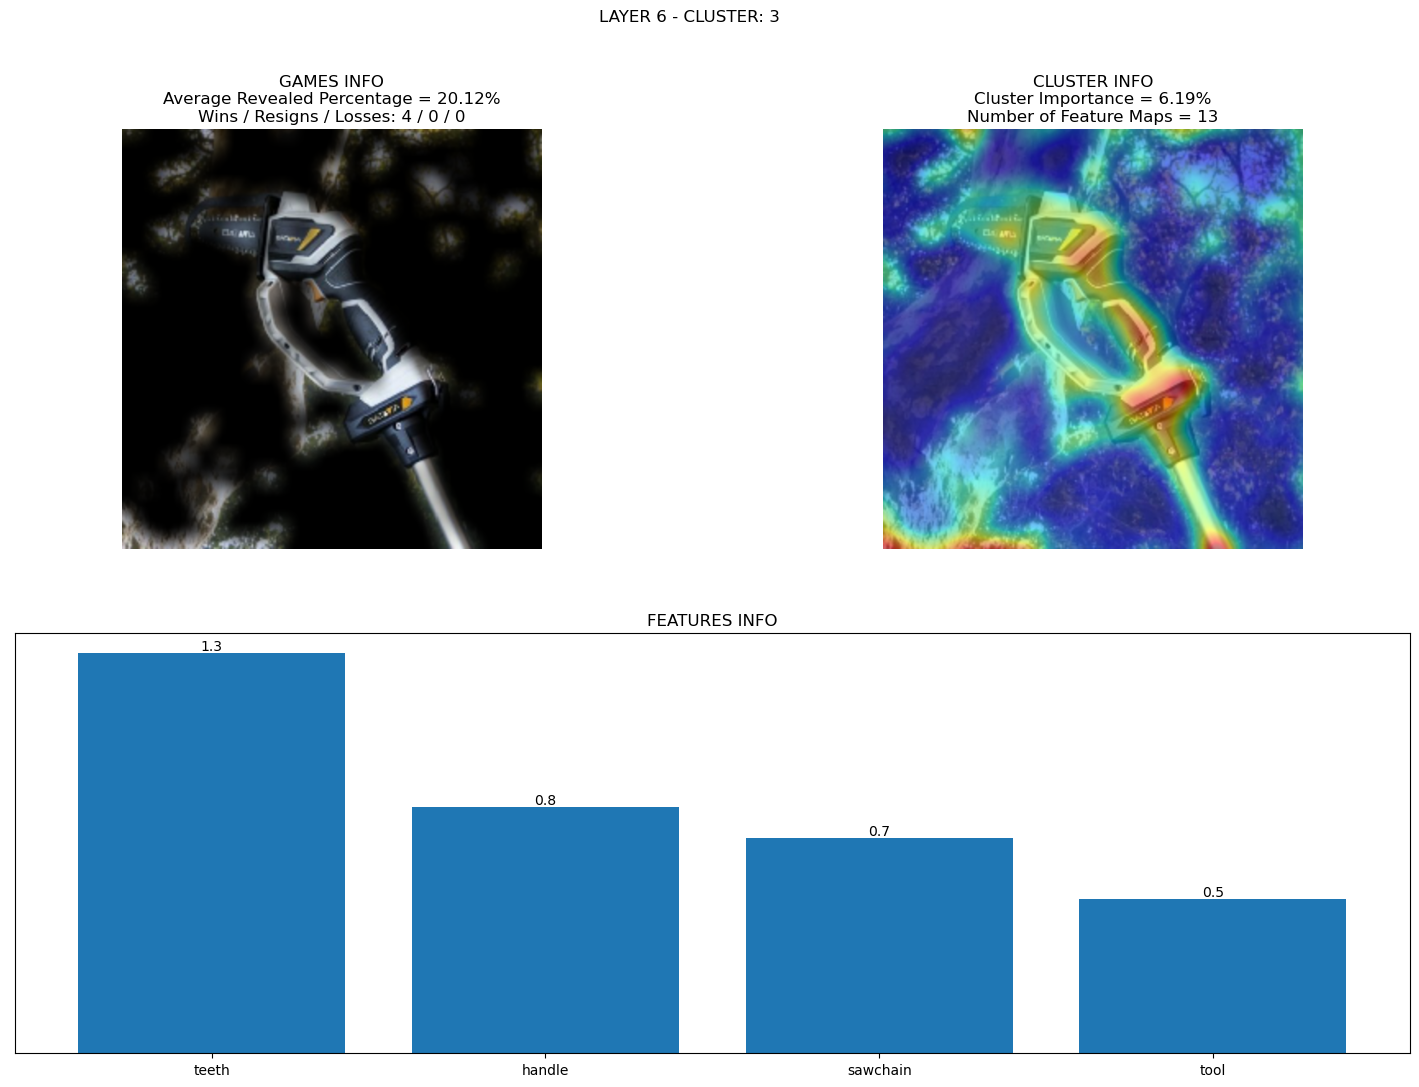 LAYER 6 - CLUSTER: 3
GAMES INFO
Average Revealed Percentage = 20.12%
Wins / Resigns / Losses: 4 / 0 / 0
CLUSTER INFO
Cluster Importance = 6.19%
Number of Feature Maps = 13
FEATURES INFO
1.3
0.8
0.7
0.5
teeth
handle
sawchain
tool